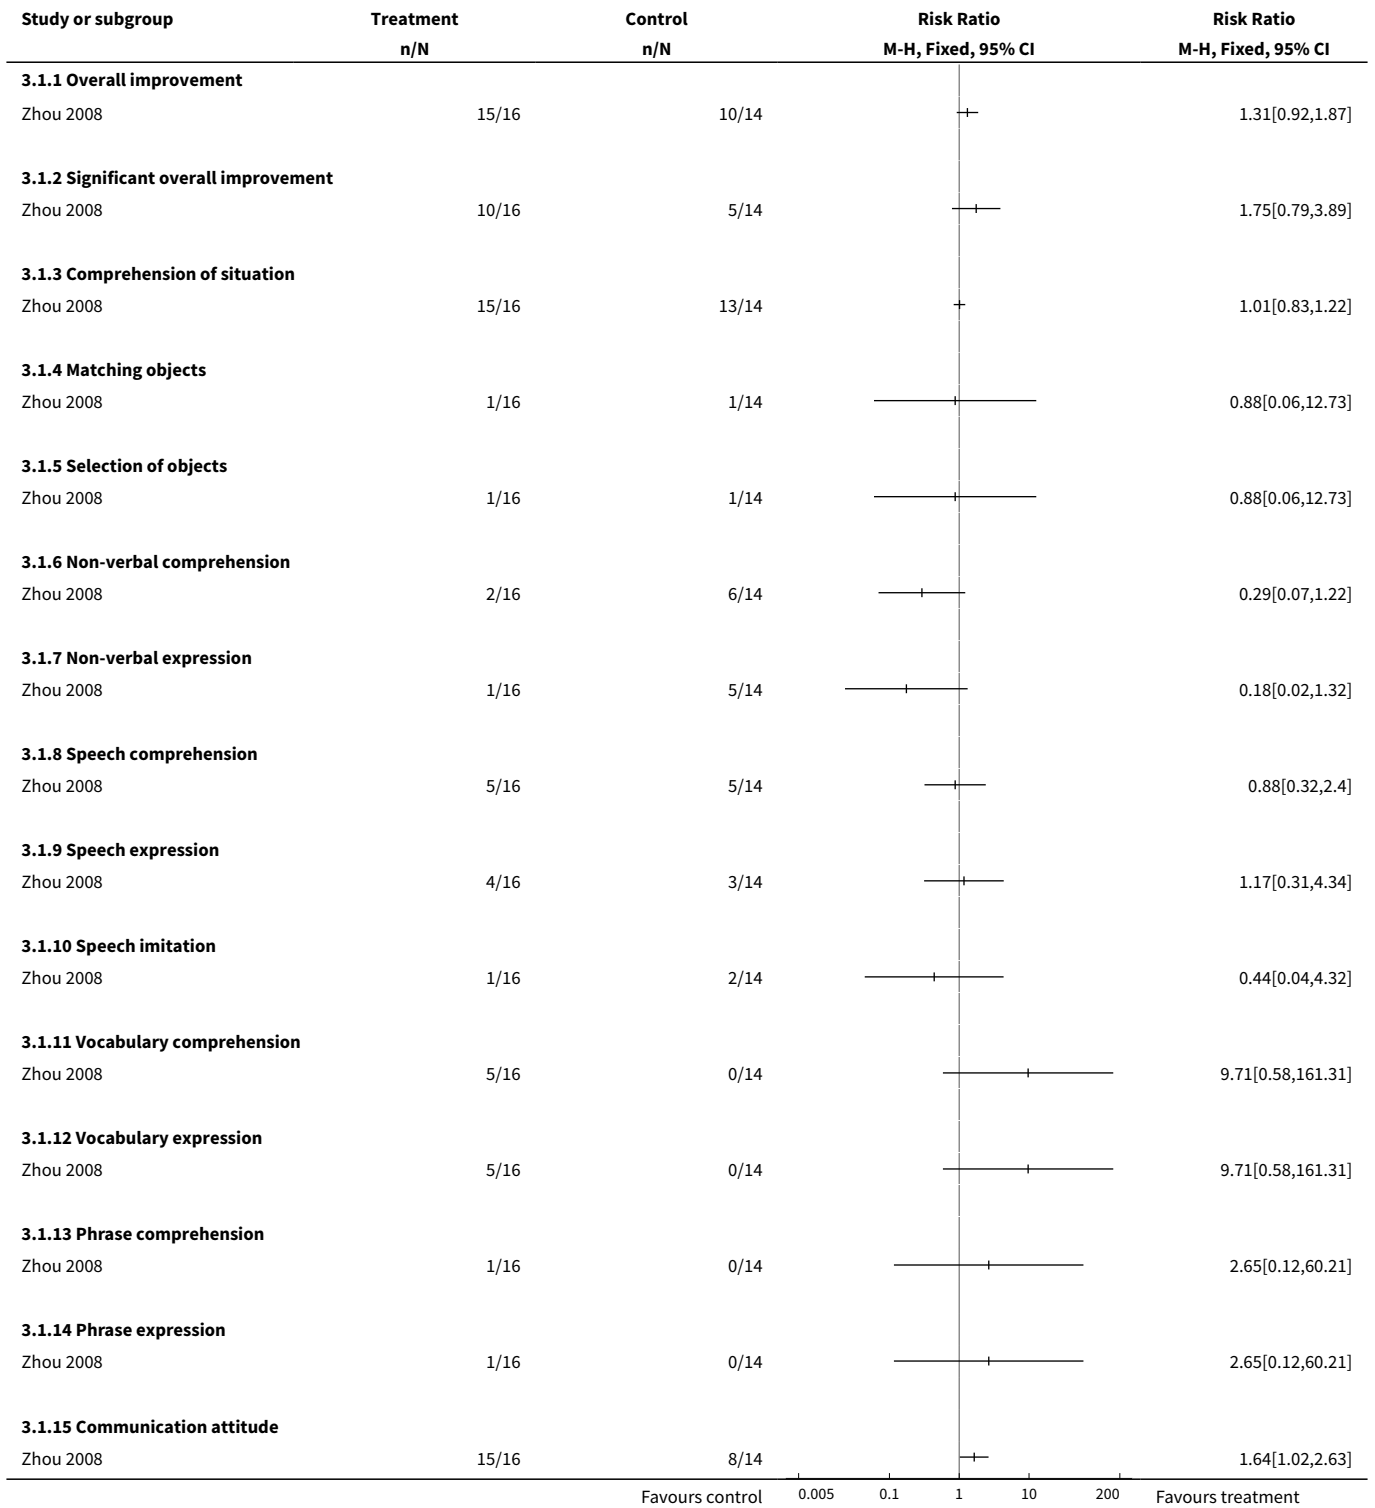 Study or subgroup Treatment Control Risk Ratio Risk Ratio
n/N n/N M-H, Fixed, 95% CI M-H, Fixed, 95% CI
3.1.1 Overall improvement
Zhou 2008 15/16 10/14 1.31[0.92,1.87]
3.1.2 Significant overall improvement
Zhou 2008 10/16 5/14 1.75[0.79,3.89]
3.1.3 Comprehension of situation
Zhou 2008 15/16 13/14 1.01[0.83,1.22]
3.1.4 Matching objects
Zhou 2008 1/16 1/14 0.88[0.06,12.73]
3.1.5 Selection of objects
Zhou 2008 1/16 1/14 0.88[0.06,12.73]
3.1.6 Non-verbal comprehension
Zhou 2008 2/16 6/14 0.29[0.07,1.22]
3.1.7 Non-verbal expression
Zhou 2008 1/16 5/14 0.18[0.02,1.32]
3.1.8 Speech comprehension
Zhou 2008 5/16 5/14 0.88[0.32,2.4]
3.1.9 Speech expression
Zhou 2008 4/16 3/14 1.17[0.31,4.34]
3.1.10 Speech imitation
Zhou 2008 1/16 2/14 0.44[0.04,4.32]
3.1.11 Vocabulary comprehension
Zhou 2008 5/16 0/14 9.71[0.58,161.31]
3.1.12 Vocabulary expression
Zhou 2008 5/16 0/14 9.71[0.58,161.31]
3.1.13 Phrase comprehension
Zhou 2008 1/16 0/14 2.65[0.12,60.21]
3.1.14 Phrase expression
Zhou 2008 1/16 0/14 2.65[0.12,60.21]
3.1.15 Communication attitude
Zhou 2008 15/16 8/14 1.64[1.02,2.63]
Favours control 0.005 0.1 1 10 200 Favours treatment